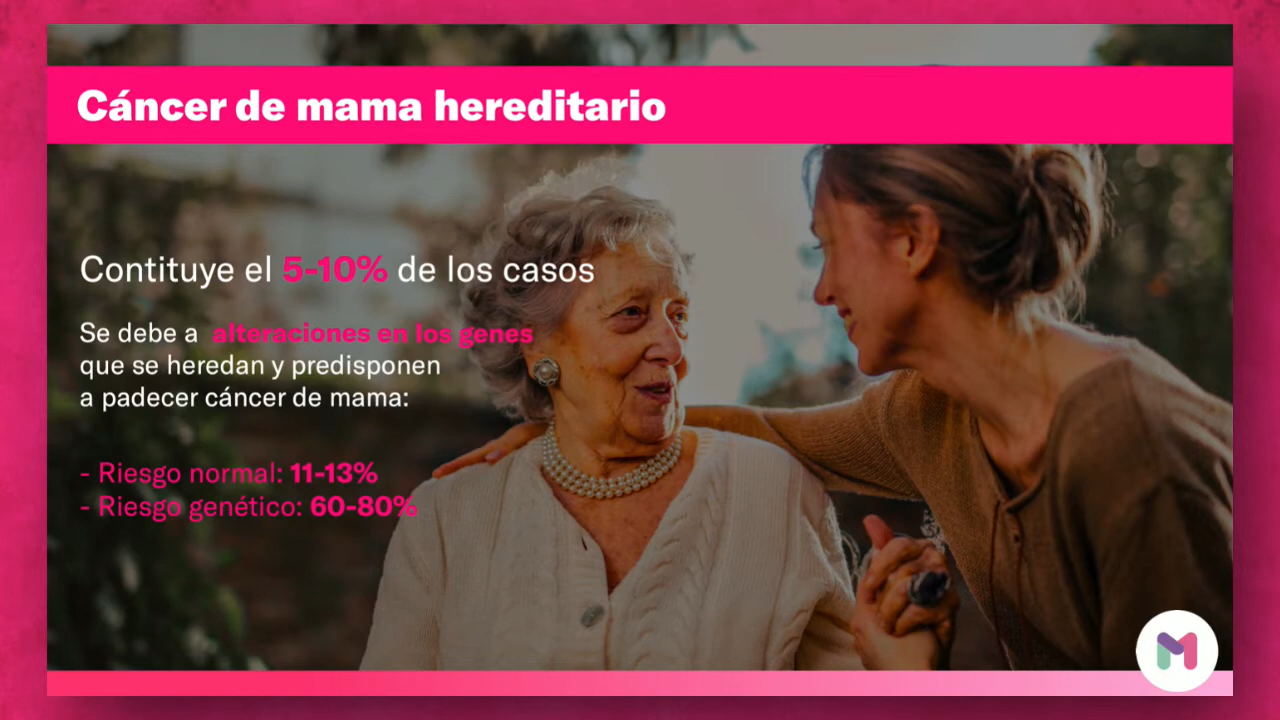 Cáncer de mama hereditario
Contituye el 5-10% de los casos
Se debe a alteraciones en los genes
que se heredan y predisponen
a padecer cáncer de mama:
- Riesgo normal: 11-13%
- Riesgo genético: 60-80%
M